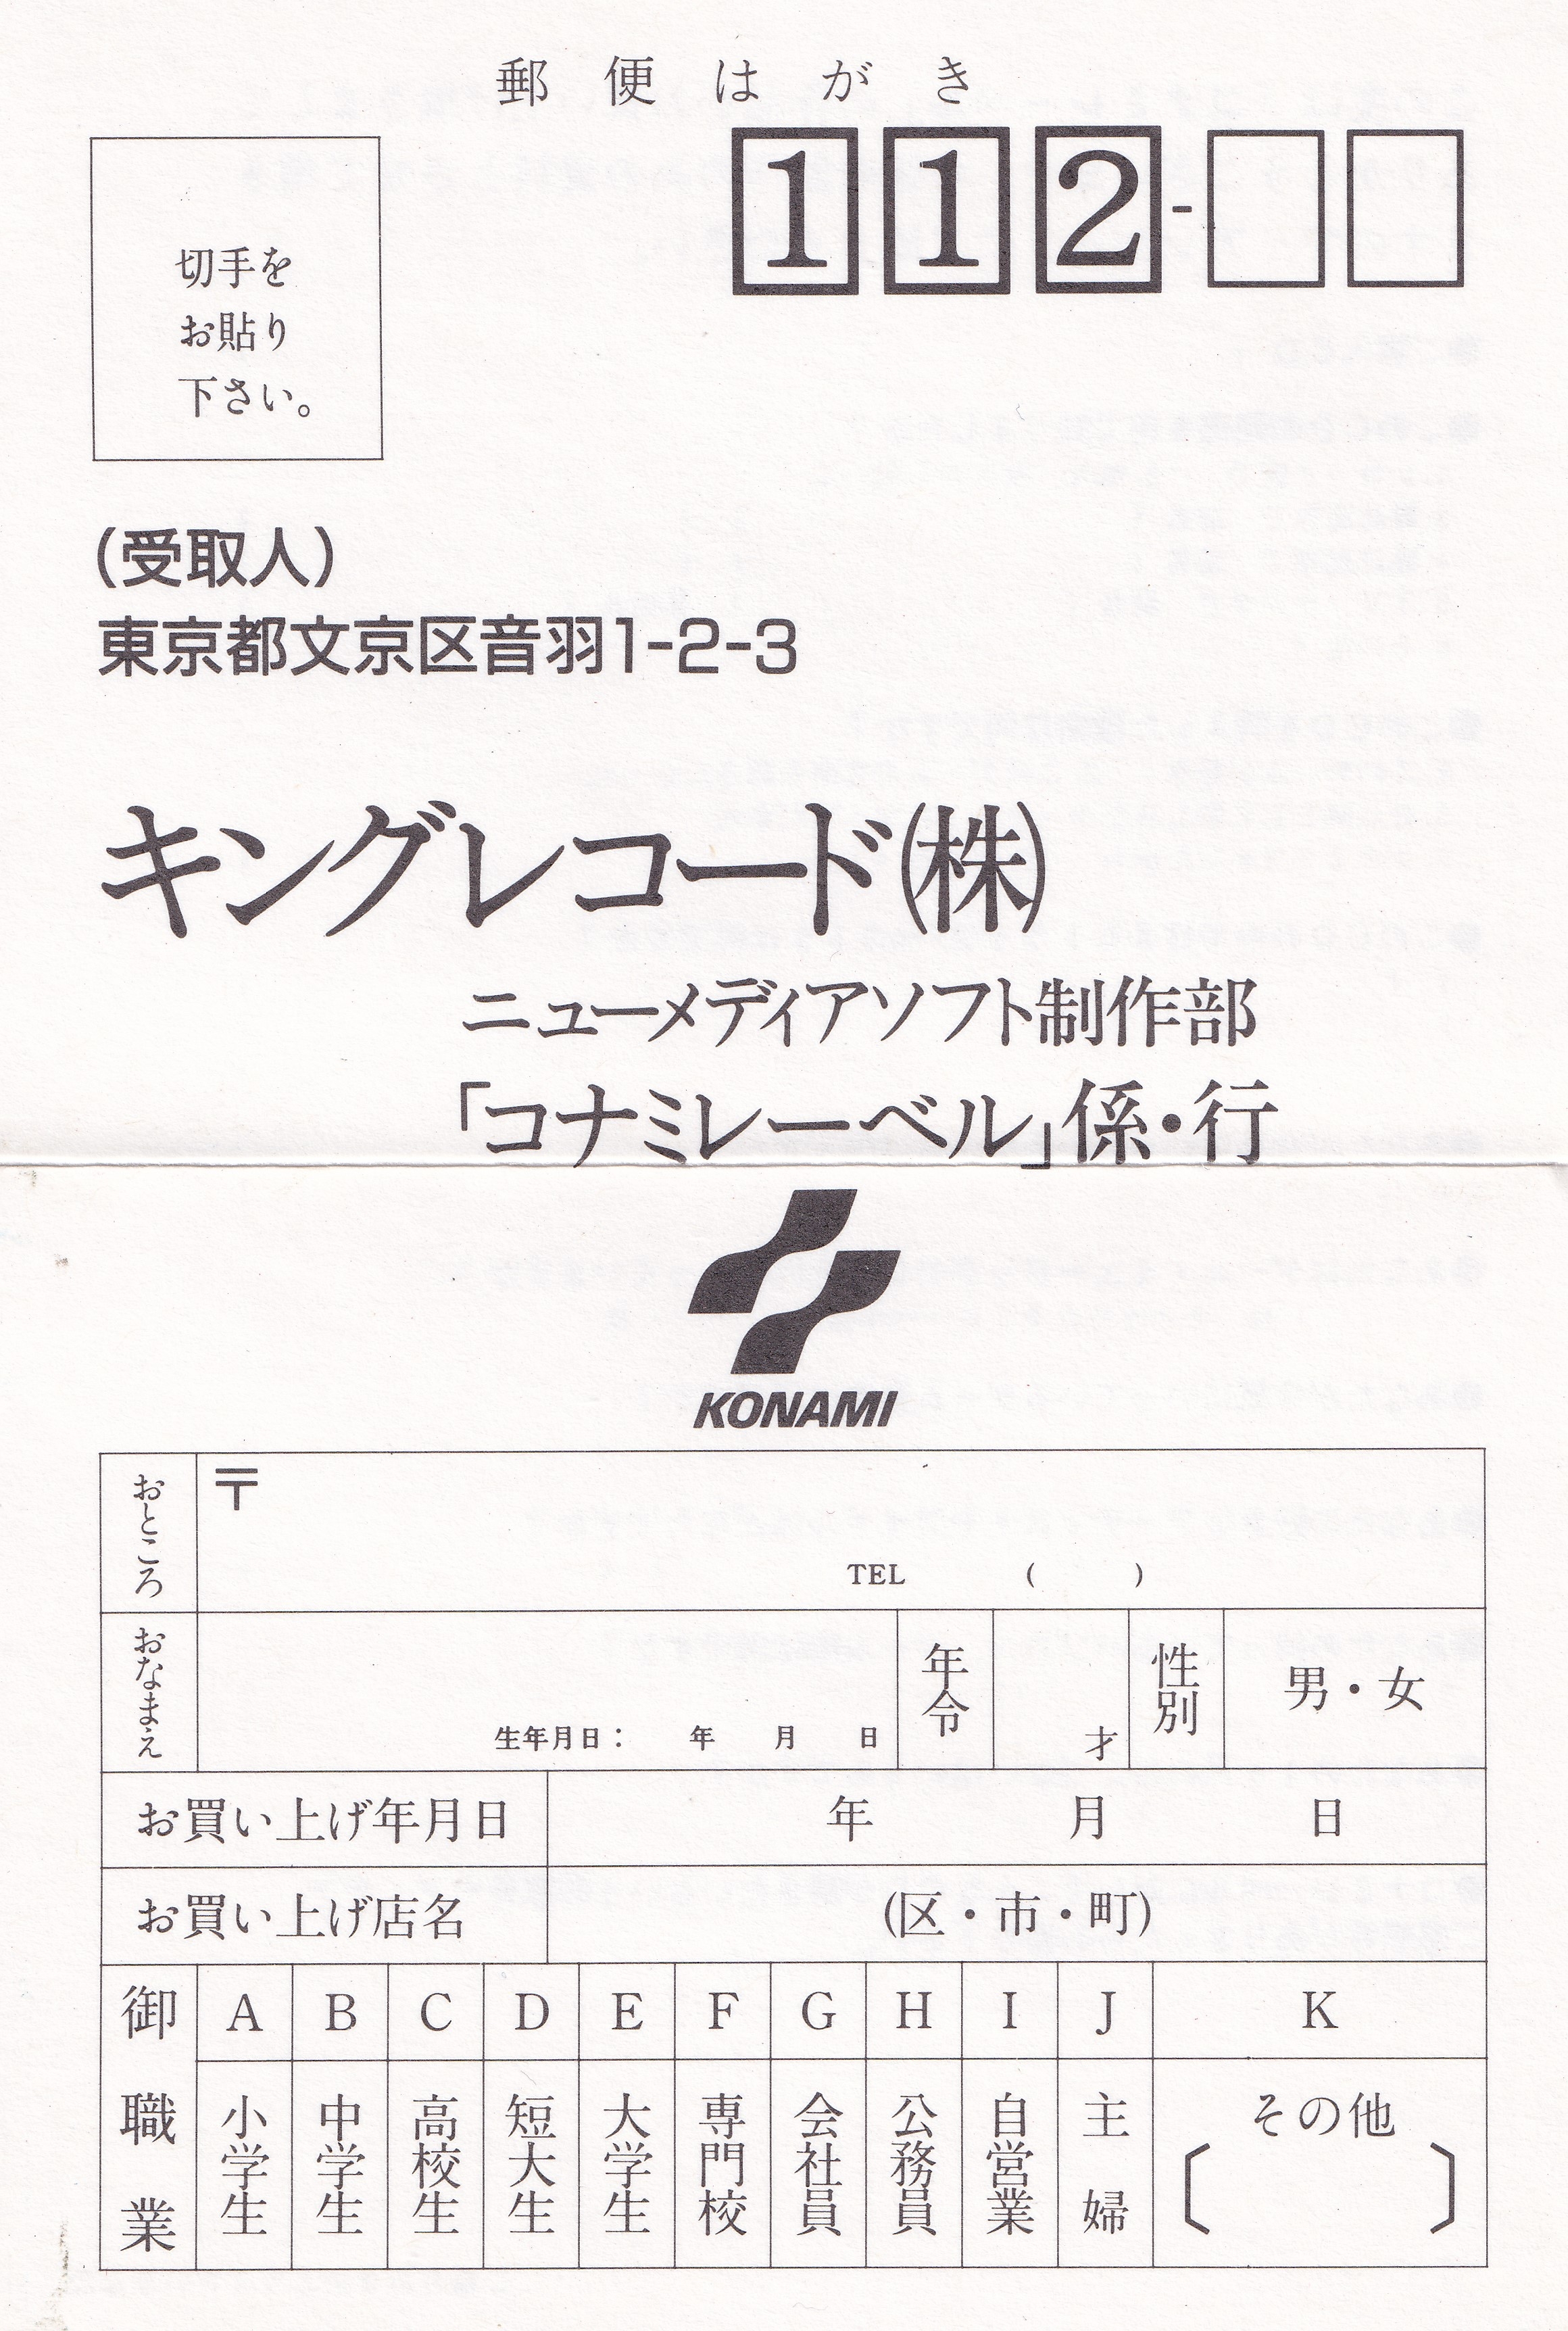 郵便はがき
112-
切手を
お貼り
下さい。
(受取人)
東京都文京区音羽1-2-3
キングレコード(株)
ニューメディアソフト制作部
「コナミレーベル」係・行
KONAMI
おところ
〒
TEL ( )
おなまえ
生年月日： 年 月 日
年令
才
性別
男・女
お買い上げ年月日
年 月 日
お買い上げ店名
(区・市・町)
御職業
A B C D E F G H I J K
小学生
中学生
高校生
短大生
大学生
専門校
会社員
公務員
自営業
主婦
その他
〔 〕